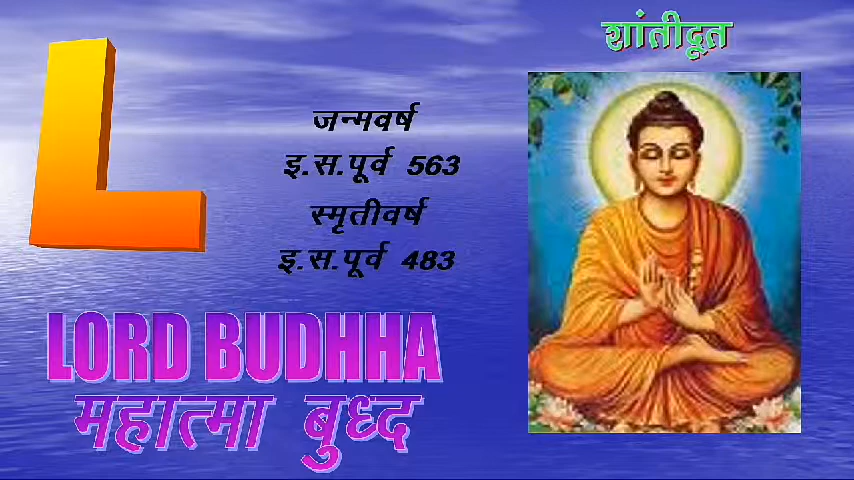 L
शांतीदूत
जन्मवर्ष
इ.स.पूर्व 563
स्मृतीवर्ष
इ.स.पूर्व 483
LORD BUDHHA
महात्मा बुध्द